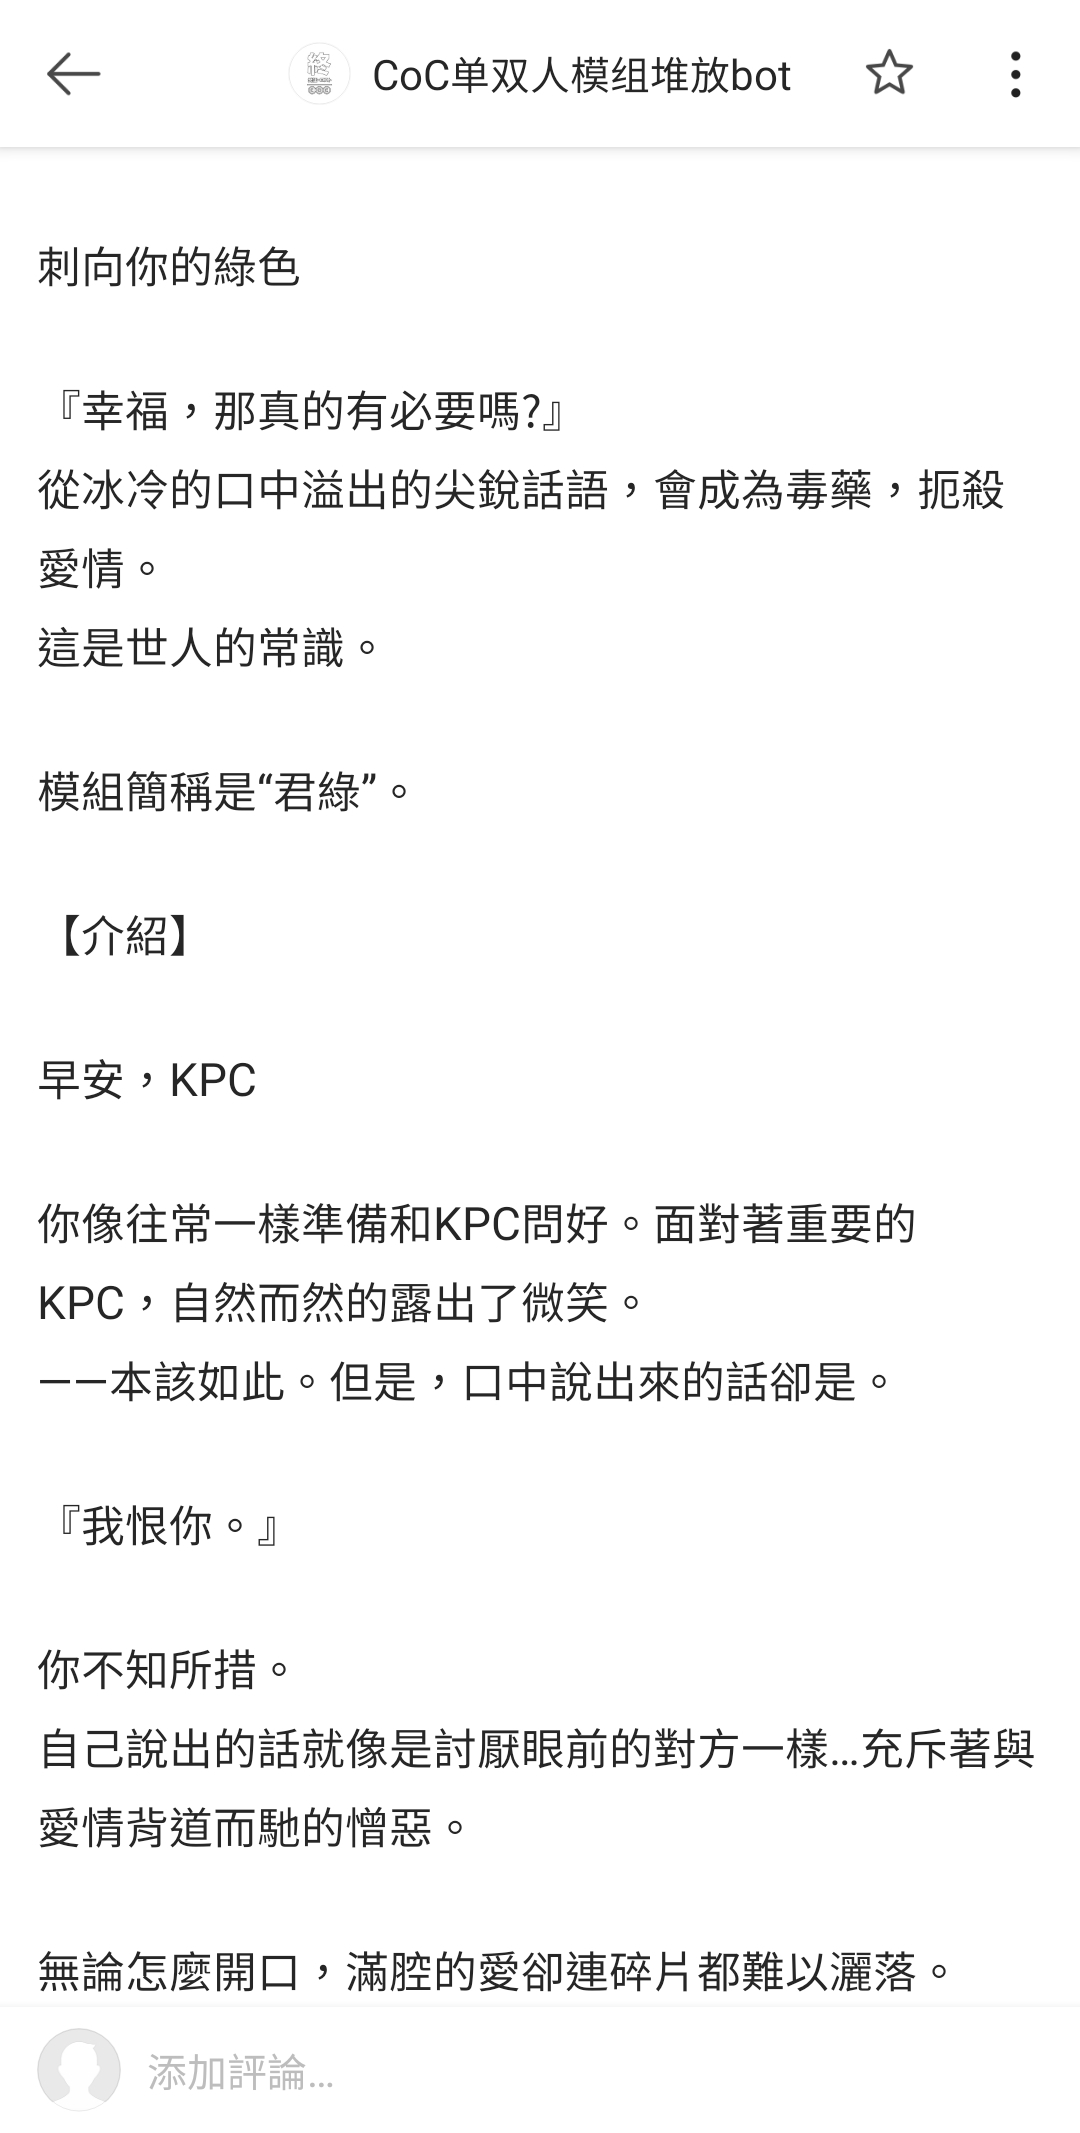 CoC单双人模组堆放bot
刺向你的綠色
『幸福，那真的有必要嗎?』
從冰冷的口中溢出的尖銳話語，會成為毒藥，扼殺
愛情。
這是世人的常識。
模組簡稱是“君綠”。
【介紹】
早安，KPC
你像往常一樣準備和KPC問好。面對著重要的
KPC，自然而然的露出了微笑。
——本該如此。但是，口中說出來的話卻是。
『我恨你。』
你不知所措。
自己說出的話就像是討厭眼前的對方一樣...充斥著與
愛情背道而馳的憎惡。
無論怎麼開口，滿腔的愛卻連碎片都難以灑落。
添加評論...